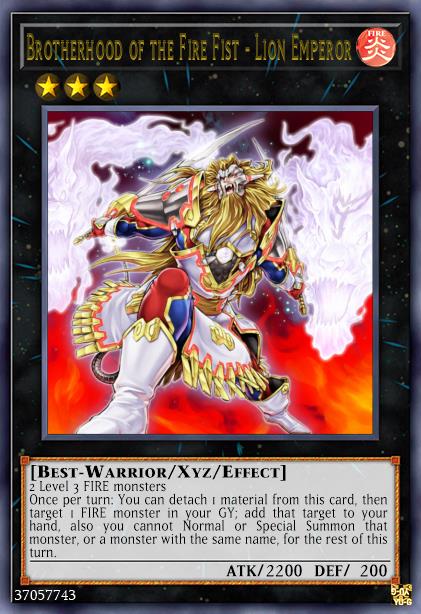 Brotherhood of the Fire Fist - Lion Emperor
FIRE
炎
[Best-Warrior/Xyz/Effect]
2 Level 3 FIRE monsters
Once per turn: You can detach 1 material from this card, then
target 1 FIRE monster in your GY; add that target to your
hand, also you cannot Normal or Special Summon that
monster, or a monster with the same name, for the rest of this
turn.
ATK/2200 DEF/ 200
37057743